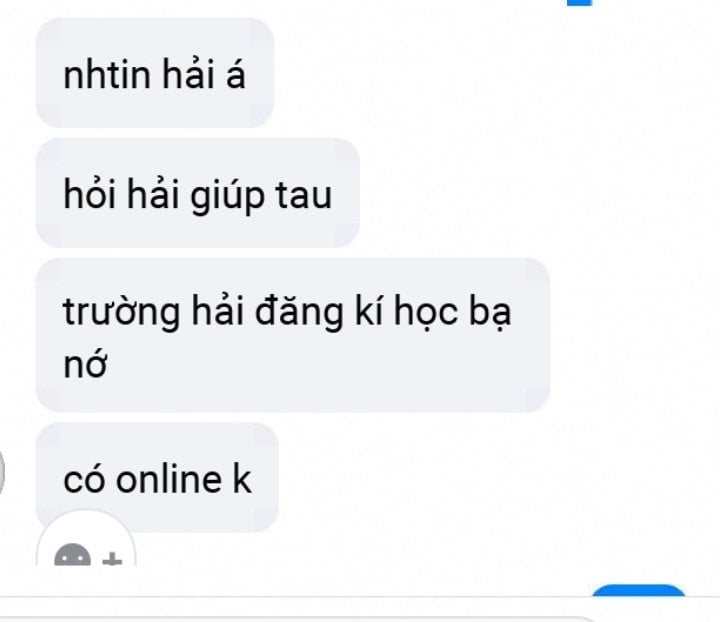 nhtin hải á
hỏi hải giúp tau
trường hải đăng kí học bạ
nớ
có online k